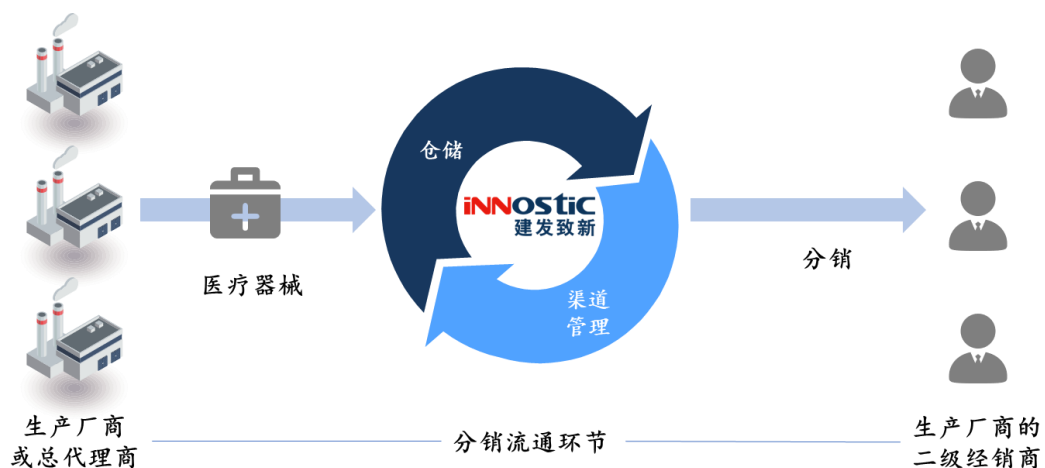 仓储
iNNOSTIC
建发致新
医疗器械
渠道
管理
分销
生产厂商
或总代理商
分销流通环节
生产厂商的
二级经销商